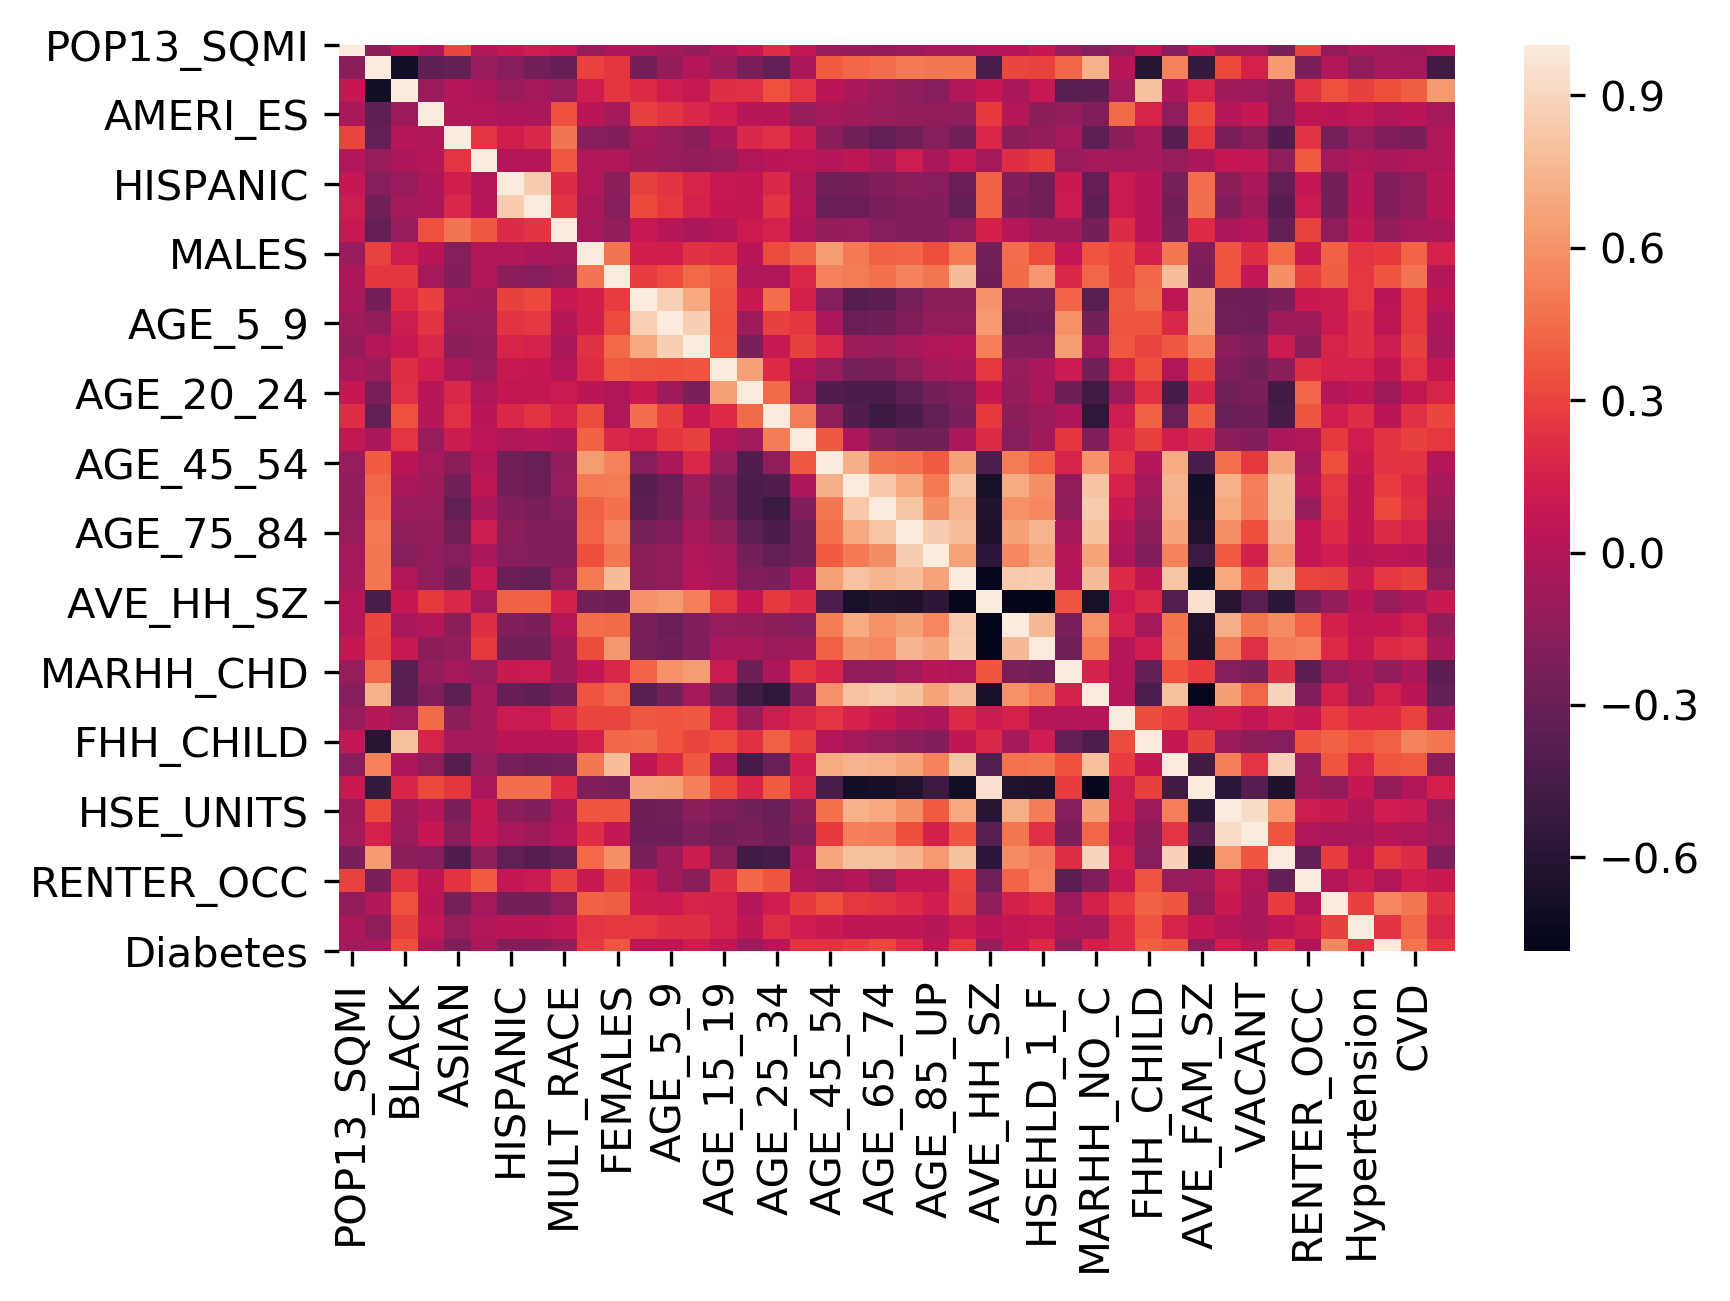 POP13_SQMI
AMERI_ES
HISPANIC
MALES
AGE_5_9
AGE_20_24
AGE_45_54
AGE_75_84
AVE_HH_SZ
MARHH_CHD
FHH_CHILD
HSE_UNITS
RENTER_OCC
Diabetes
POP13_SQMI
BLACK
ASIAN
HISPANIC
MULT_RACE
FEMALES
AGE_5_9
AGE_15_19
AGE_25_34
AGE_45_54
AGE_65_74
AGE_85_UP
AVE_HH_SZ
HSEHLD_1_F
MARHH_NO_C
FHH_CHILD
AVE_FAM_SZ
VACANT
RENTER_OCC
Hypertension
CVD
0.9
0.6
0.3
0.0
−0.3
−0.6